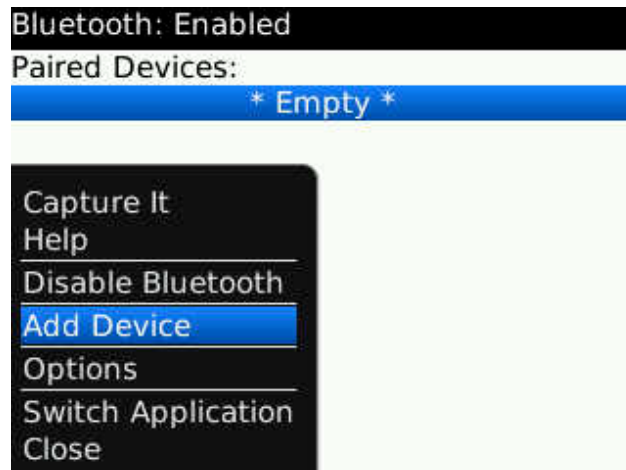 Bluetooth: Enabled
Paired Devices:
* Empty *
Capture It
Help
Disable Bluetooth
Add Device
Options
Switch Application
Close